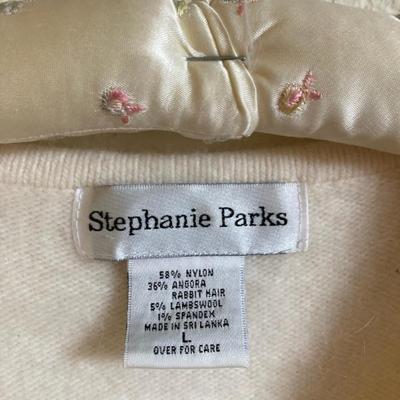 Stephanie Parks
58% NYLON
36% ANGORA
RABBIT HAIR
5% LAMBSWOOL
1% SPANDEX
MADE IN SRI LANKA
L
OVER FOR CARE